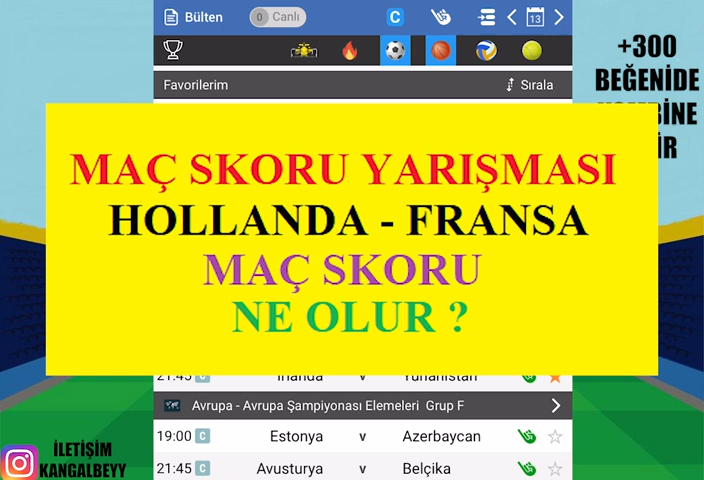 Bülten
0 Canlı
C
13
+300
BEĞENİDE
Favorilerim
Sırala
MAÇ SKORU YARIŞMASI
HOLLANDA - FRANSA
MAÇ SKORU
NE OLUR ?
21:45 C İrlanda v Yunanistan
Avrupa - Avrupa Şampiyonası Elemeleri Grup F
19:00 C Estonya v Azerbaycan
21:45 C Avusturya v Belçika
İLETİŞİM
KANGALBEYY